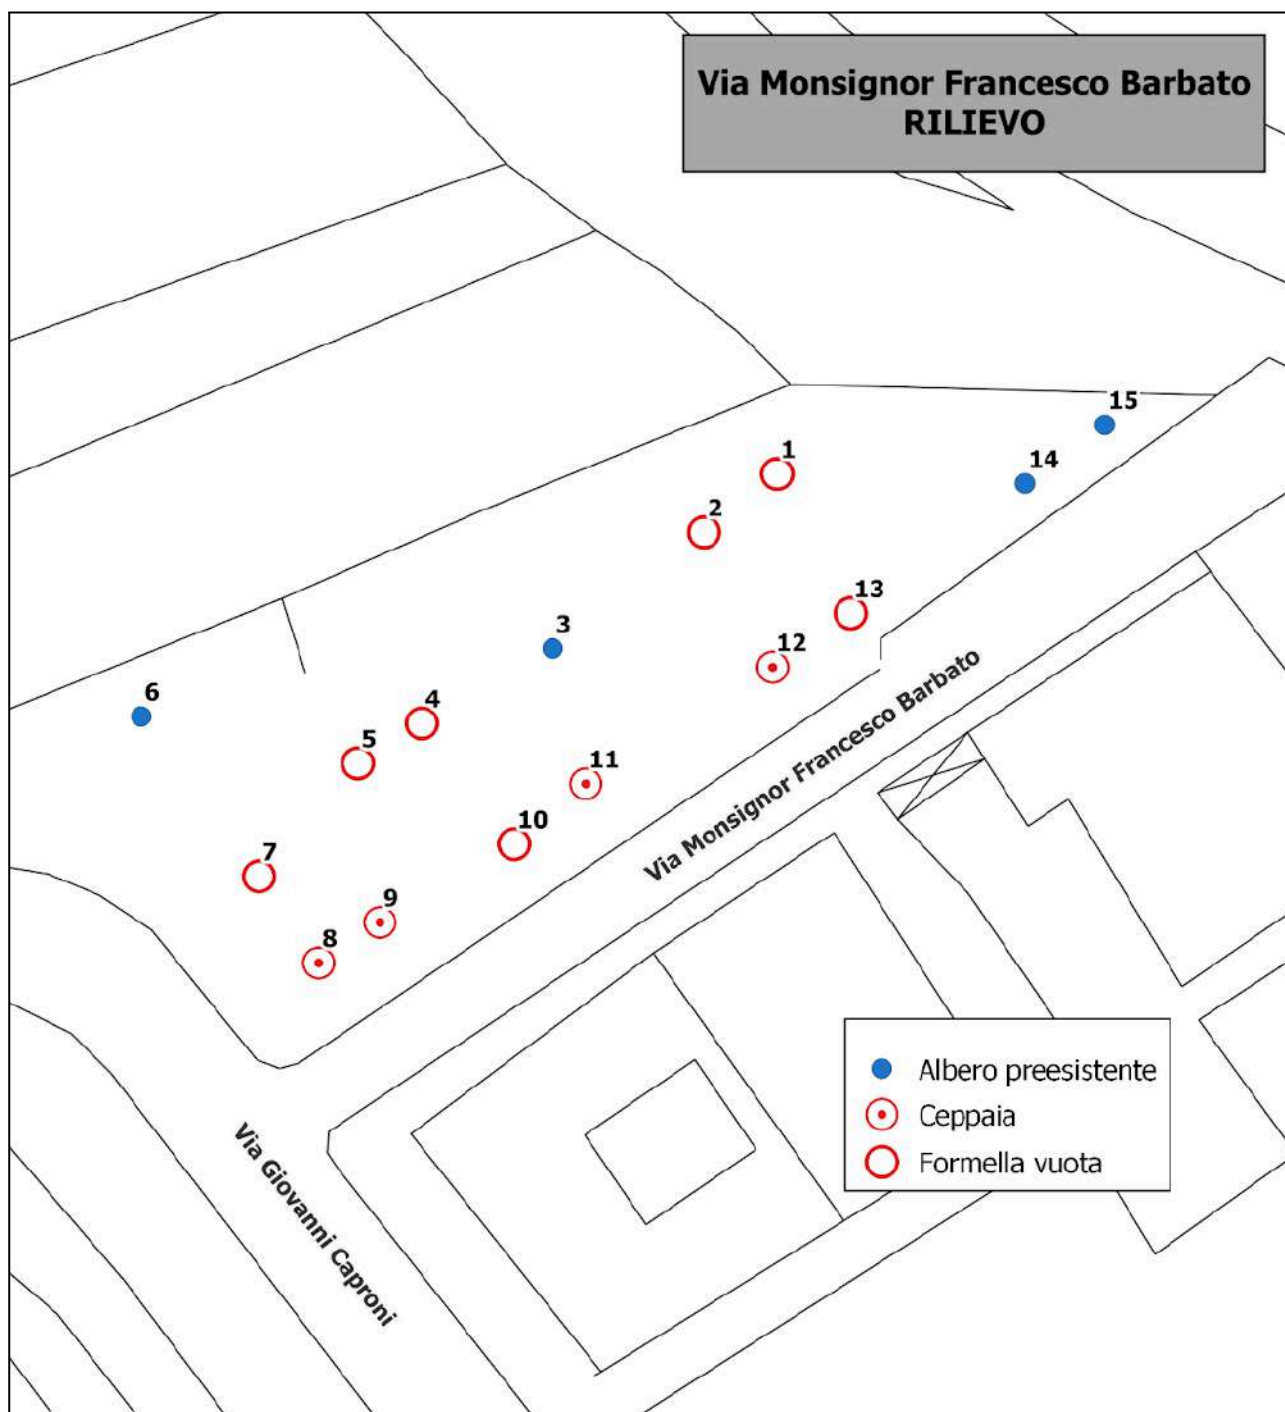 Via Monsignor Francesco Barbato
RILIEVO
15
1
14
2
13
3
12
6
4
5
11
10
7
9
8
Via Monsignor Francesco Barbato
Via Giovanni Caproni
Albero preesistente
Ceppaia
Formella vuota